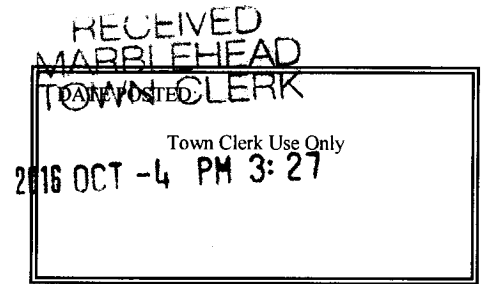 RECEIVED
MARBLEHEAD
TOWN CLERK
DATE POSTED:
Town Clerk Use Only
2016 OCT -4 PM 3: 27